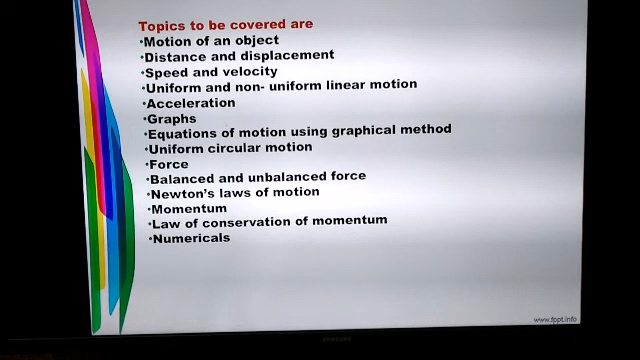 Topics to be covered are
•Motion of an object
•Distance and displacement
•Speed and velocity
•Uniform and non- uniform linear motion
•Acceleration
•Graphs
•Equations of motion using graphical method
•Uniform circular motion
•Force
•Balanced and unbalanced force
•Newton's laws of motion
•Momentum
•Law of conservation of momentum
•Numericals
www.fppt.info
SAMSUNG